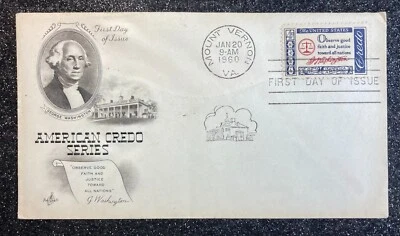 First Day
of Issue
GEORGE WASHINGTON
AMERICAN CREDO
SERIES
"OBSERVE GOOD
FAITH AND
JUSTICE
TOWARD
ALL NATIONS"
G Washington
MOUNT VERNON
JAN 20
9-AM
1960
VA.
UNITED STATES
Observe good
faith and justice
toward all nations
G Washington
Credo
FIRST DAY OF ISSUE